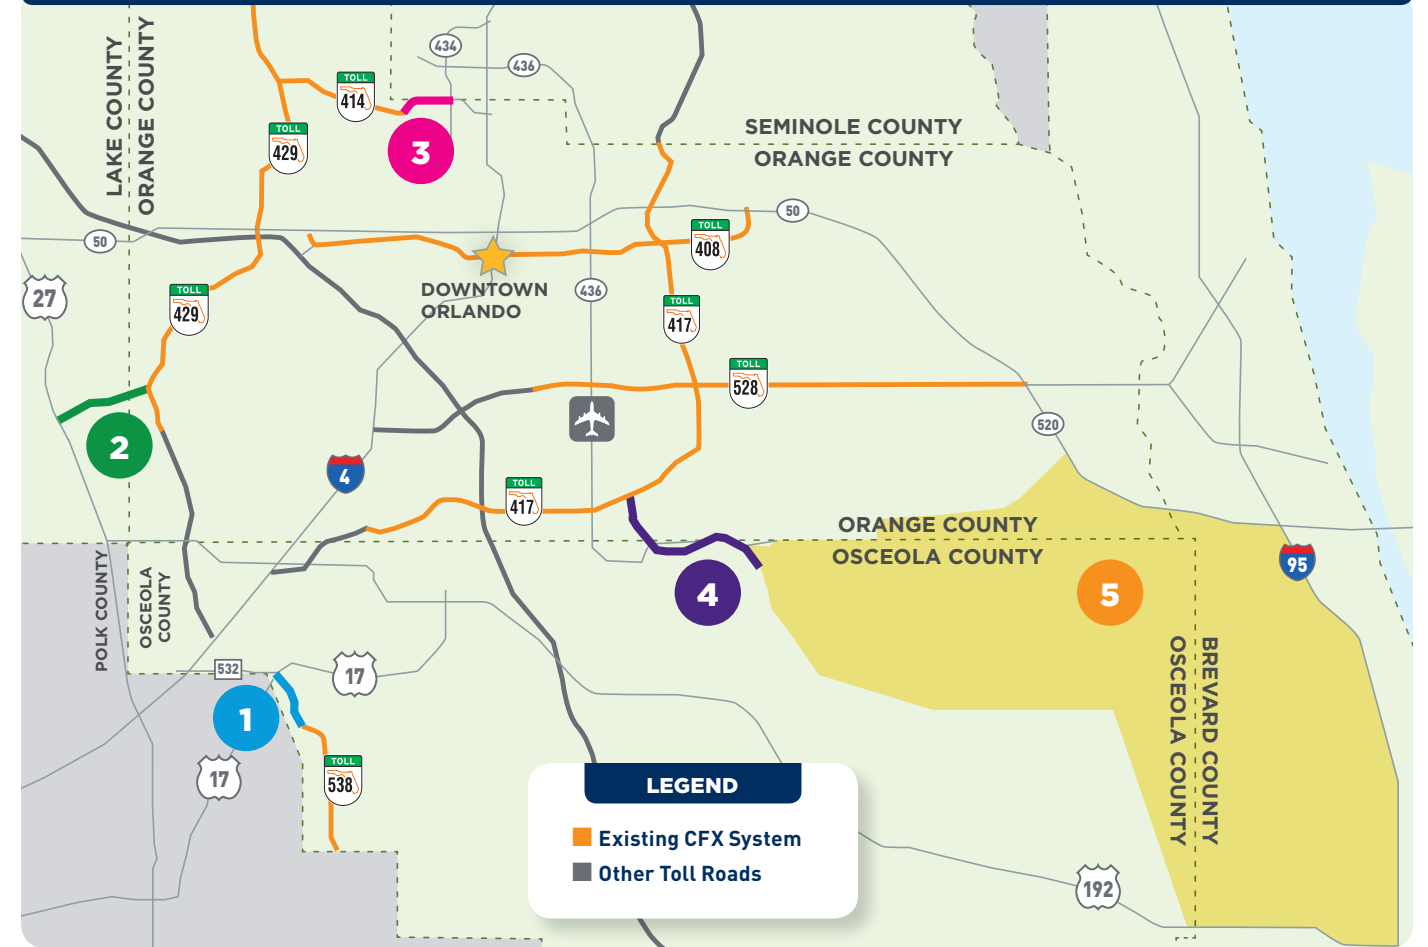 LAKE COUNTY
ORANGE COUNTY
434
436
TOLL
414
3
TOLL
429
SEMINOLE COUNTY
ORANGE COUNTY
50
50
TOLL
408
27
TOLL
429
DOWNTOWN
ORLANDO
436
TOLL
417
TOLL
528
2
520
4
TOLL
417
ORANGE COUNTY
OSCEOLA COUNTY
95
POLK COUNTY
OSCEOLA
COUNTY
4
5
532
17
BREVARD COUNTY
OSCEOLA COUNTY
1
17
TOLL
538
LEGEND
Existing CFX System
Other Toll Roads
192